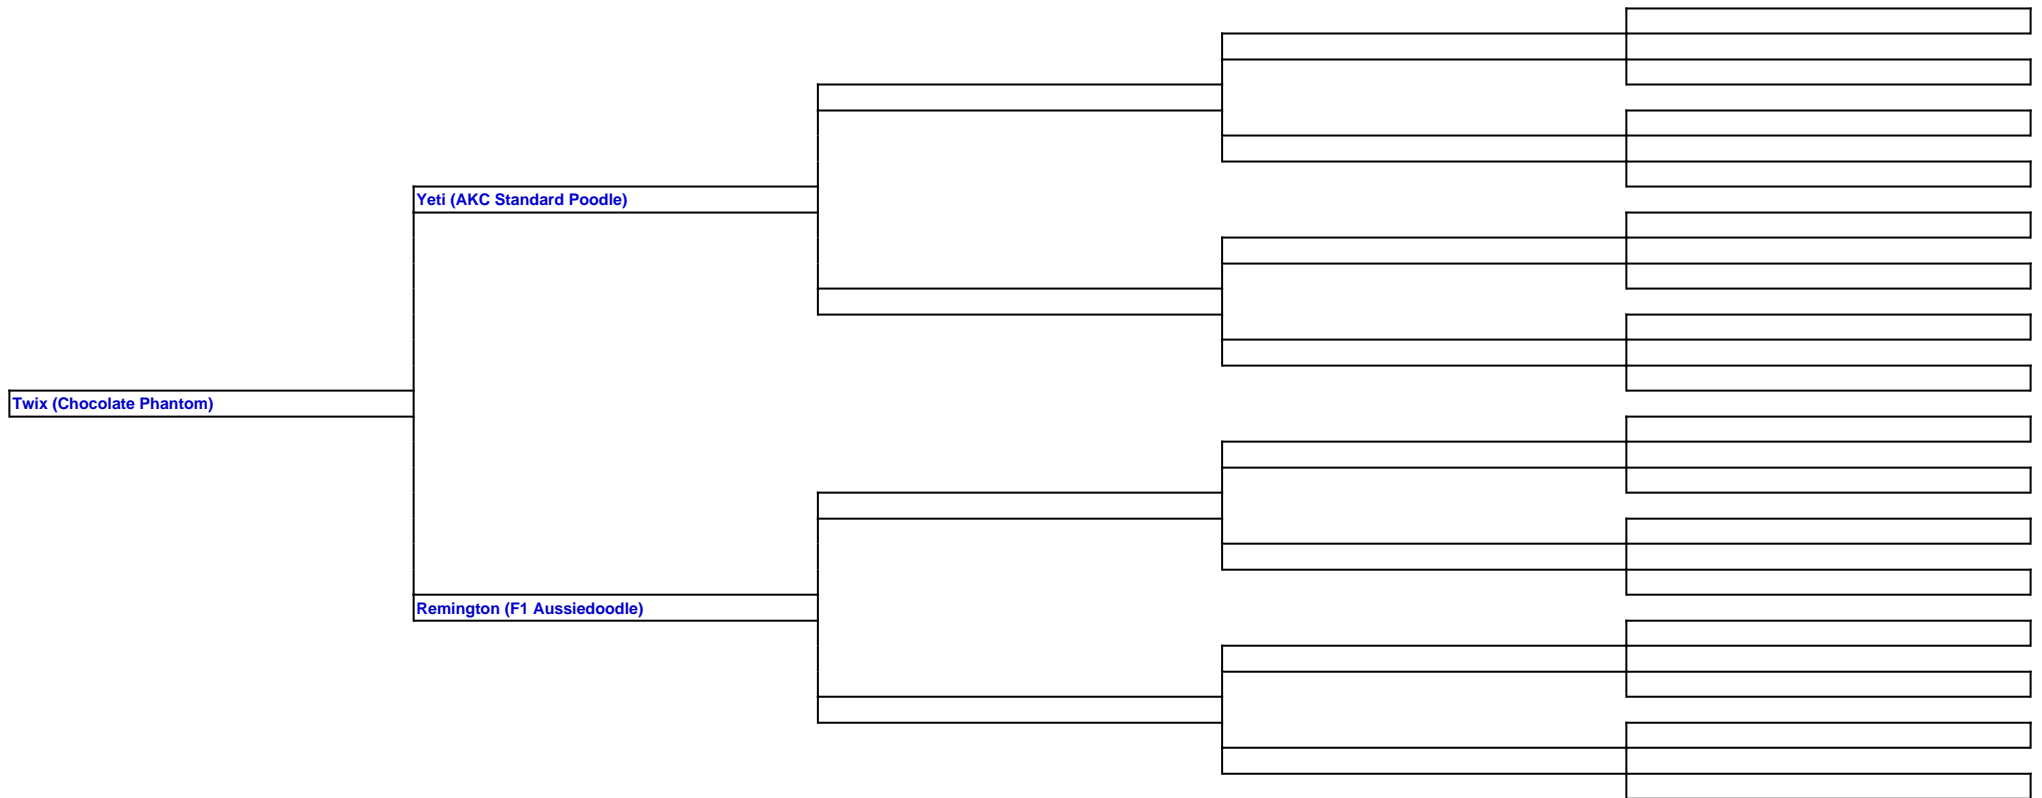 Yeti (AKC Standard Poodle)
Twix (Chocolate Phantom)
Remington (F1 Aussiedoodle)